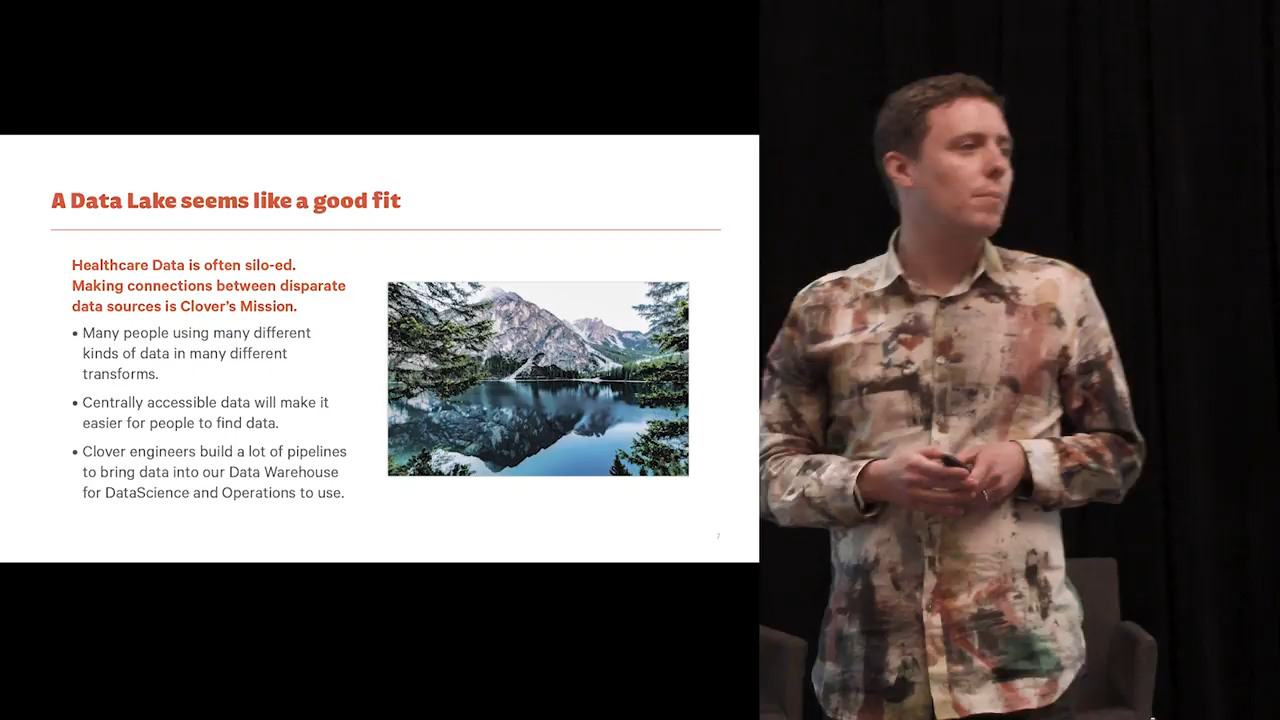 A Data Lake seems like a good fit
Healthcare Data is often silo-ed.
Making connections between disparate
data sources is Clover's Mission.
• Many people using many different
kinds of data in many different
transforms.
• Centrally accessible data will make it
easier for people to find data.
• Clover engineers build a lot of pipelines
to bring data into our Data Warehouse
for DataScience and Operations to use.
7